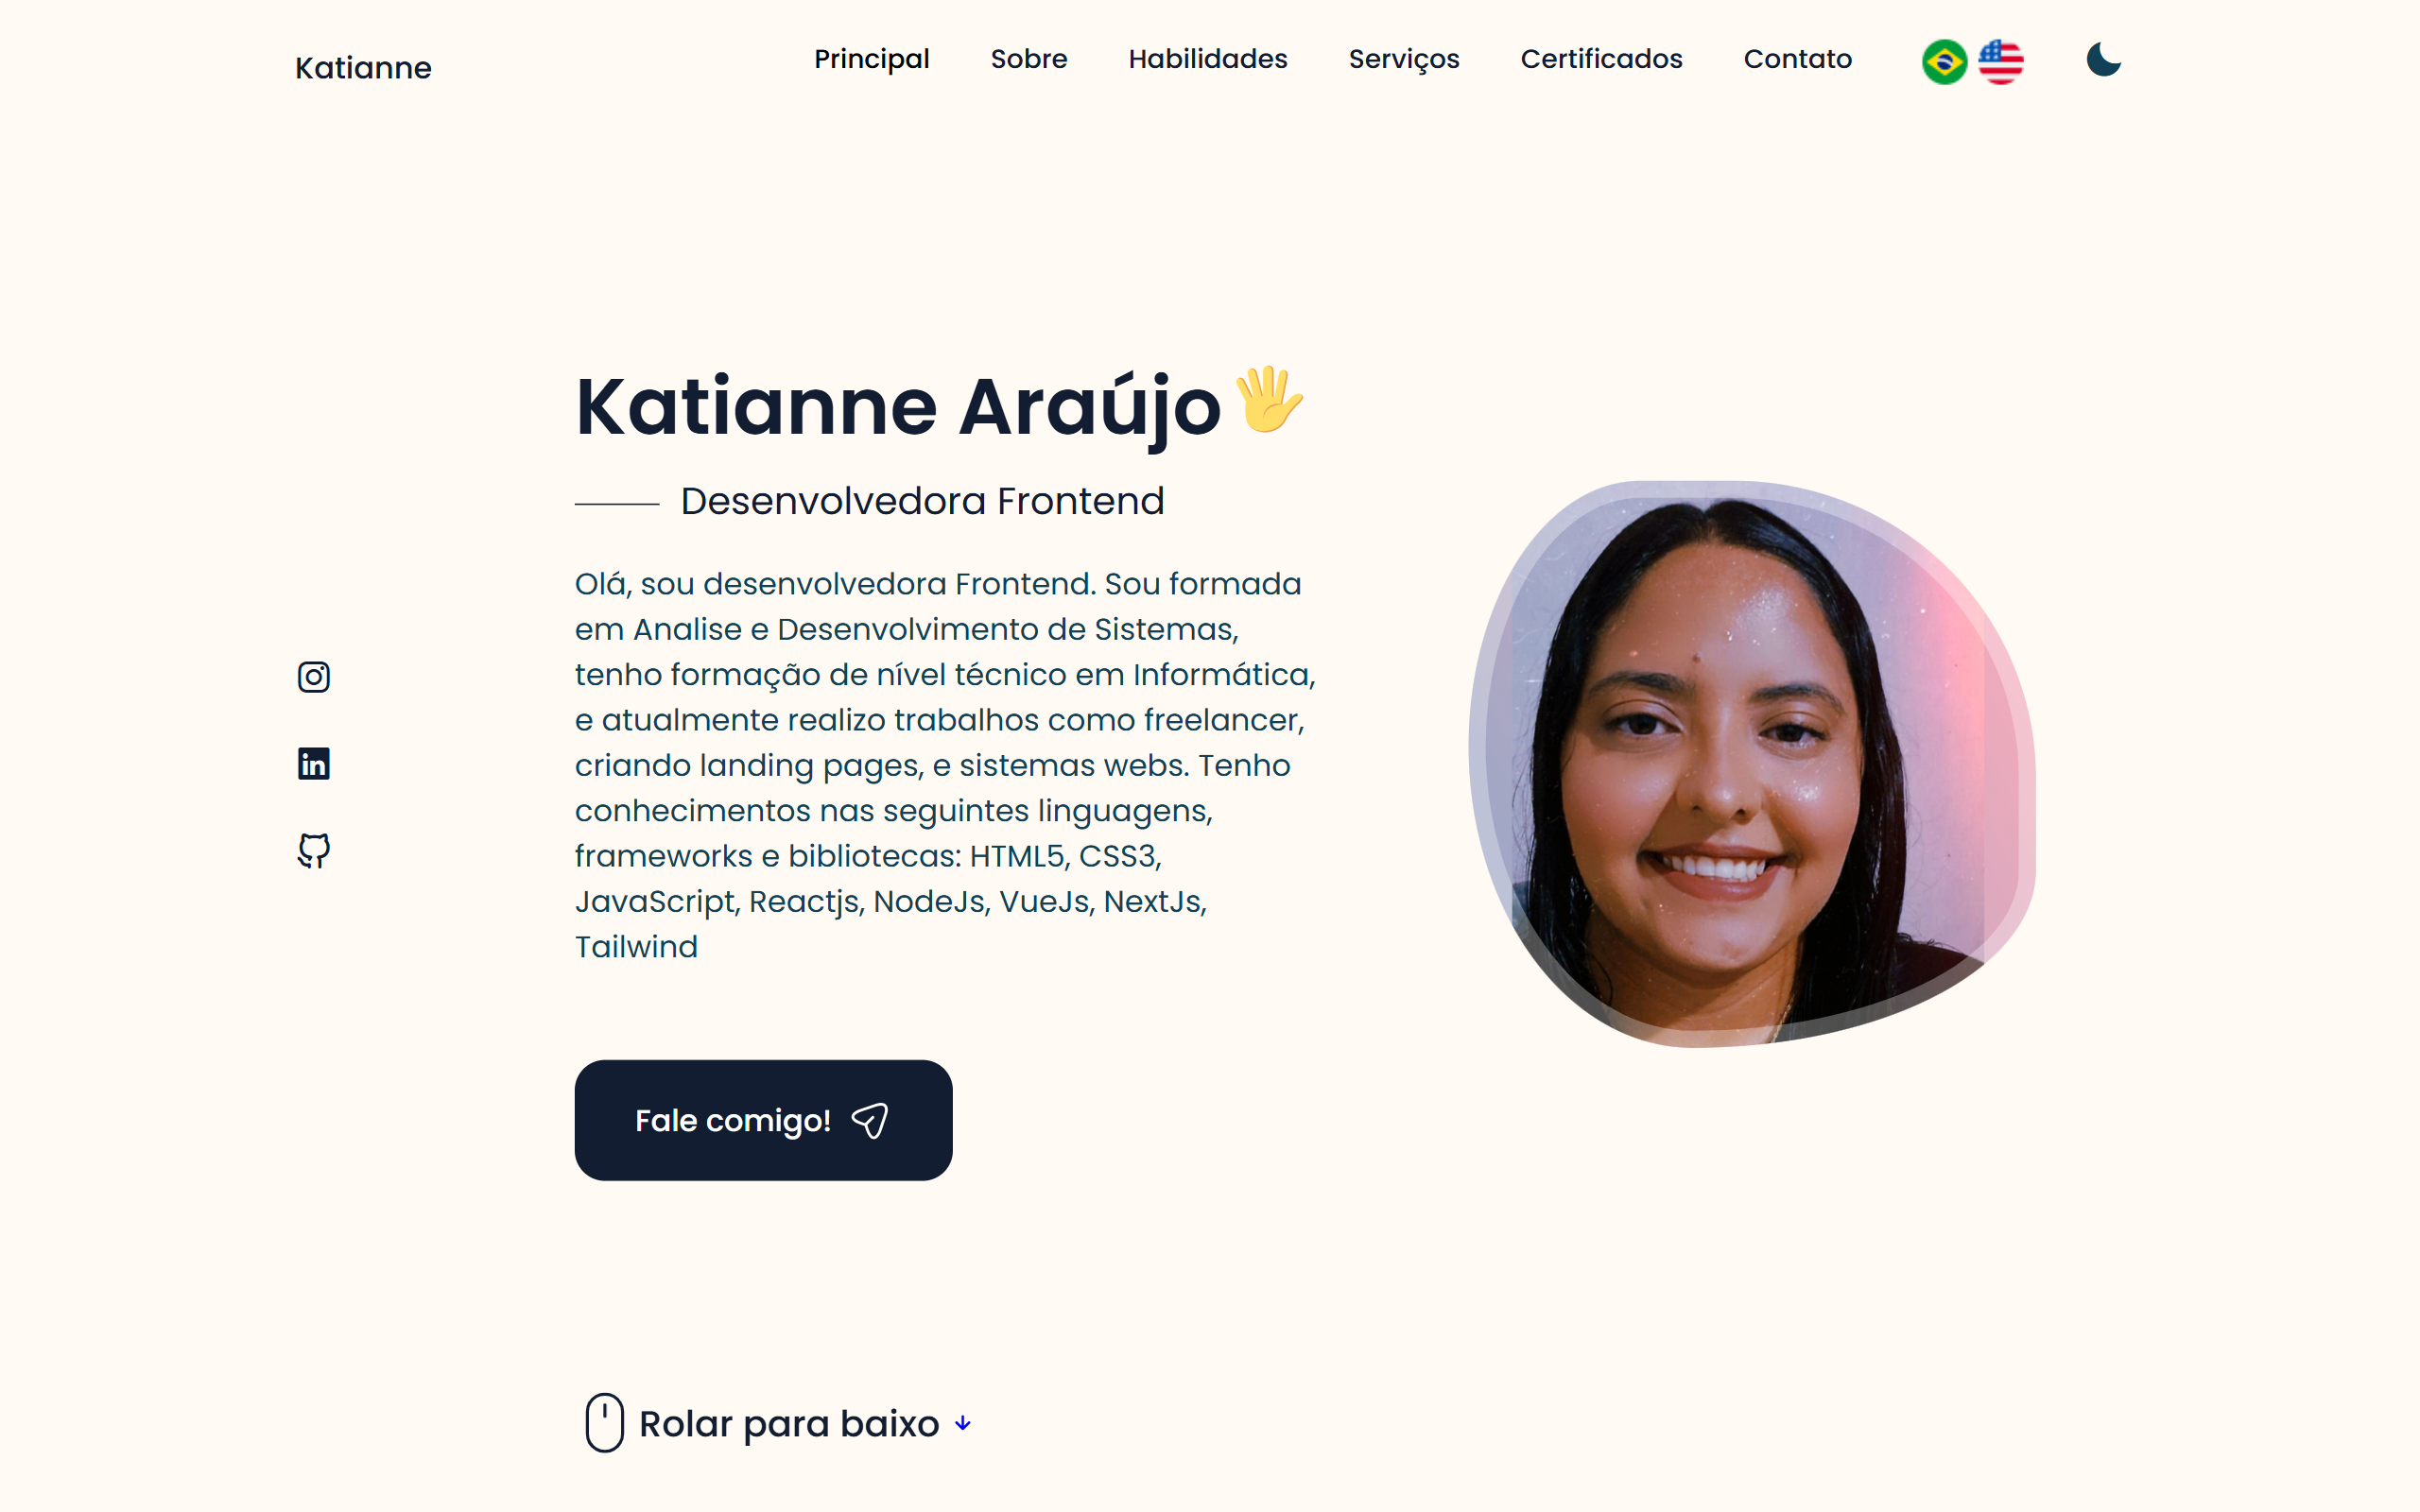 Katianne
Principal Sobre Habilidades Serviços Certificados Contato
Katianne Araújo
Desenvolvedora Frontend
Olá, sou desenvolvedora Frontend. Sou formada
em Analise e Desenvolvimento de Sistemas,
tenho formação de nível técnico em Informática,
e atualmente realizo trabalhos como freelancer,
criando landing pages, e sistemas webs. Tenho
conhecimentos nas seguintes linguagens,
frameworks e bibliotecas: HTML5, CSS3,
JavaScript, Reactjs, NodeJs, VueJs, NextJs,
Tailwind
in
Fale comigo!
Rolar para baixo